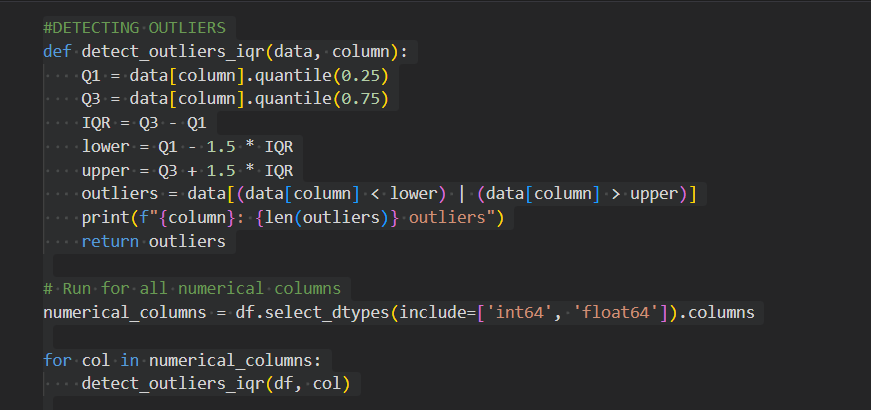 #DETECTING OUTLIERS
def detect_outliers_iqr(data, column):
    Q1 = data[column].quantile(0.25)
    Q3 = data[column].quantile(0.75)
    IQR = Q3 - Q1
    lower = Q1 - 1.5 * IQR
    upper = Q3 + 1.5 * IQR
    outliers = data[(data[column] < lower) | (data[column] > upper)]
    print(f"{column}: {len(outliers)} outliers")
    return outliers
# Run for all numerical columns
numerical_columns = df.select_dtypes(include=['int64', 'float64']).columns
for col in numerical_columns:
    detect_outliers_iqr(df, col)